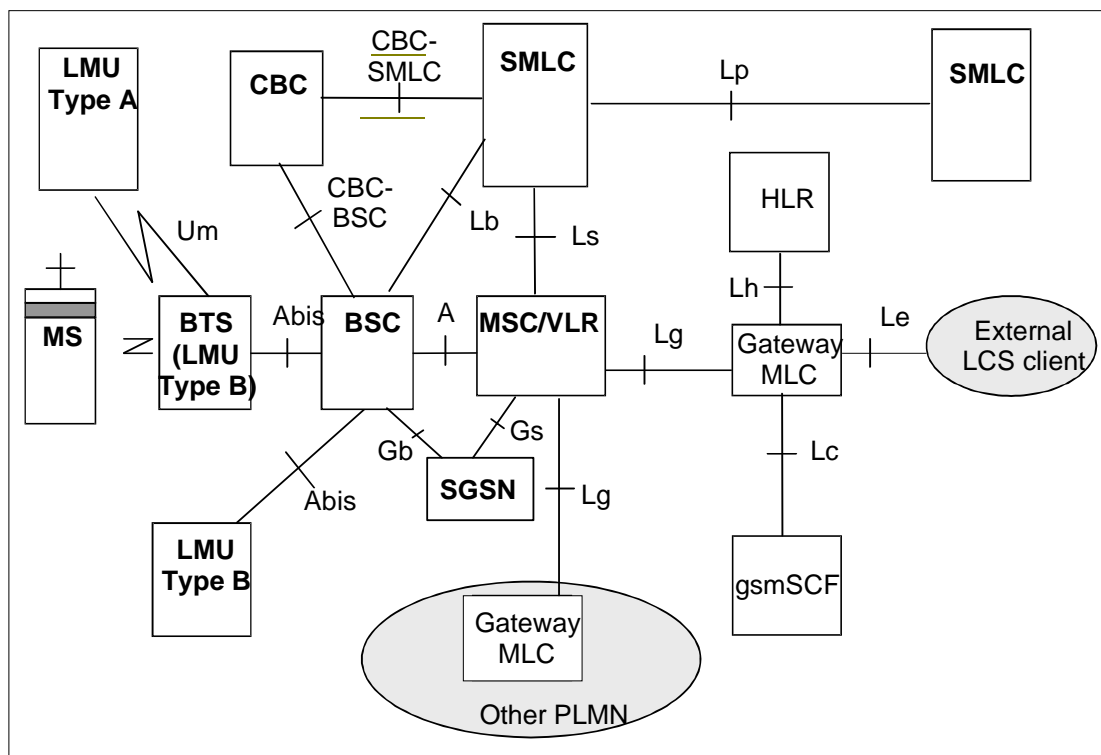 LMU
Type A
CBC
CBC-
SMLC
SMLC
Lp
SMLC
CBC-
BSC
Lb
Ls
HLR
Um
Lh
MS
BTS
(LMU
Type B)
Abis
BSC
A
MSC/VLR
Lg
Gateway
MLC
Le
External
LCS client
Gb
Gs
SGSN
Lc
Abis
Lg
LMU
Type B
gsmSCF
Gateway
MLC
Other PLMN